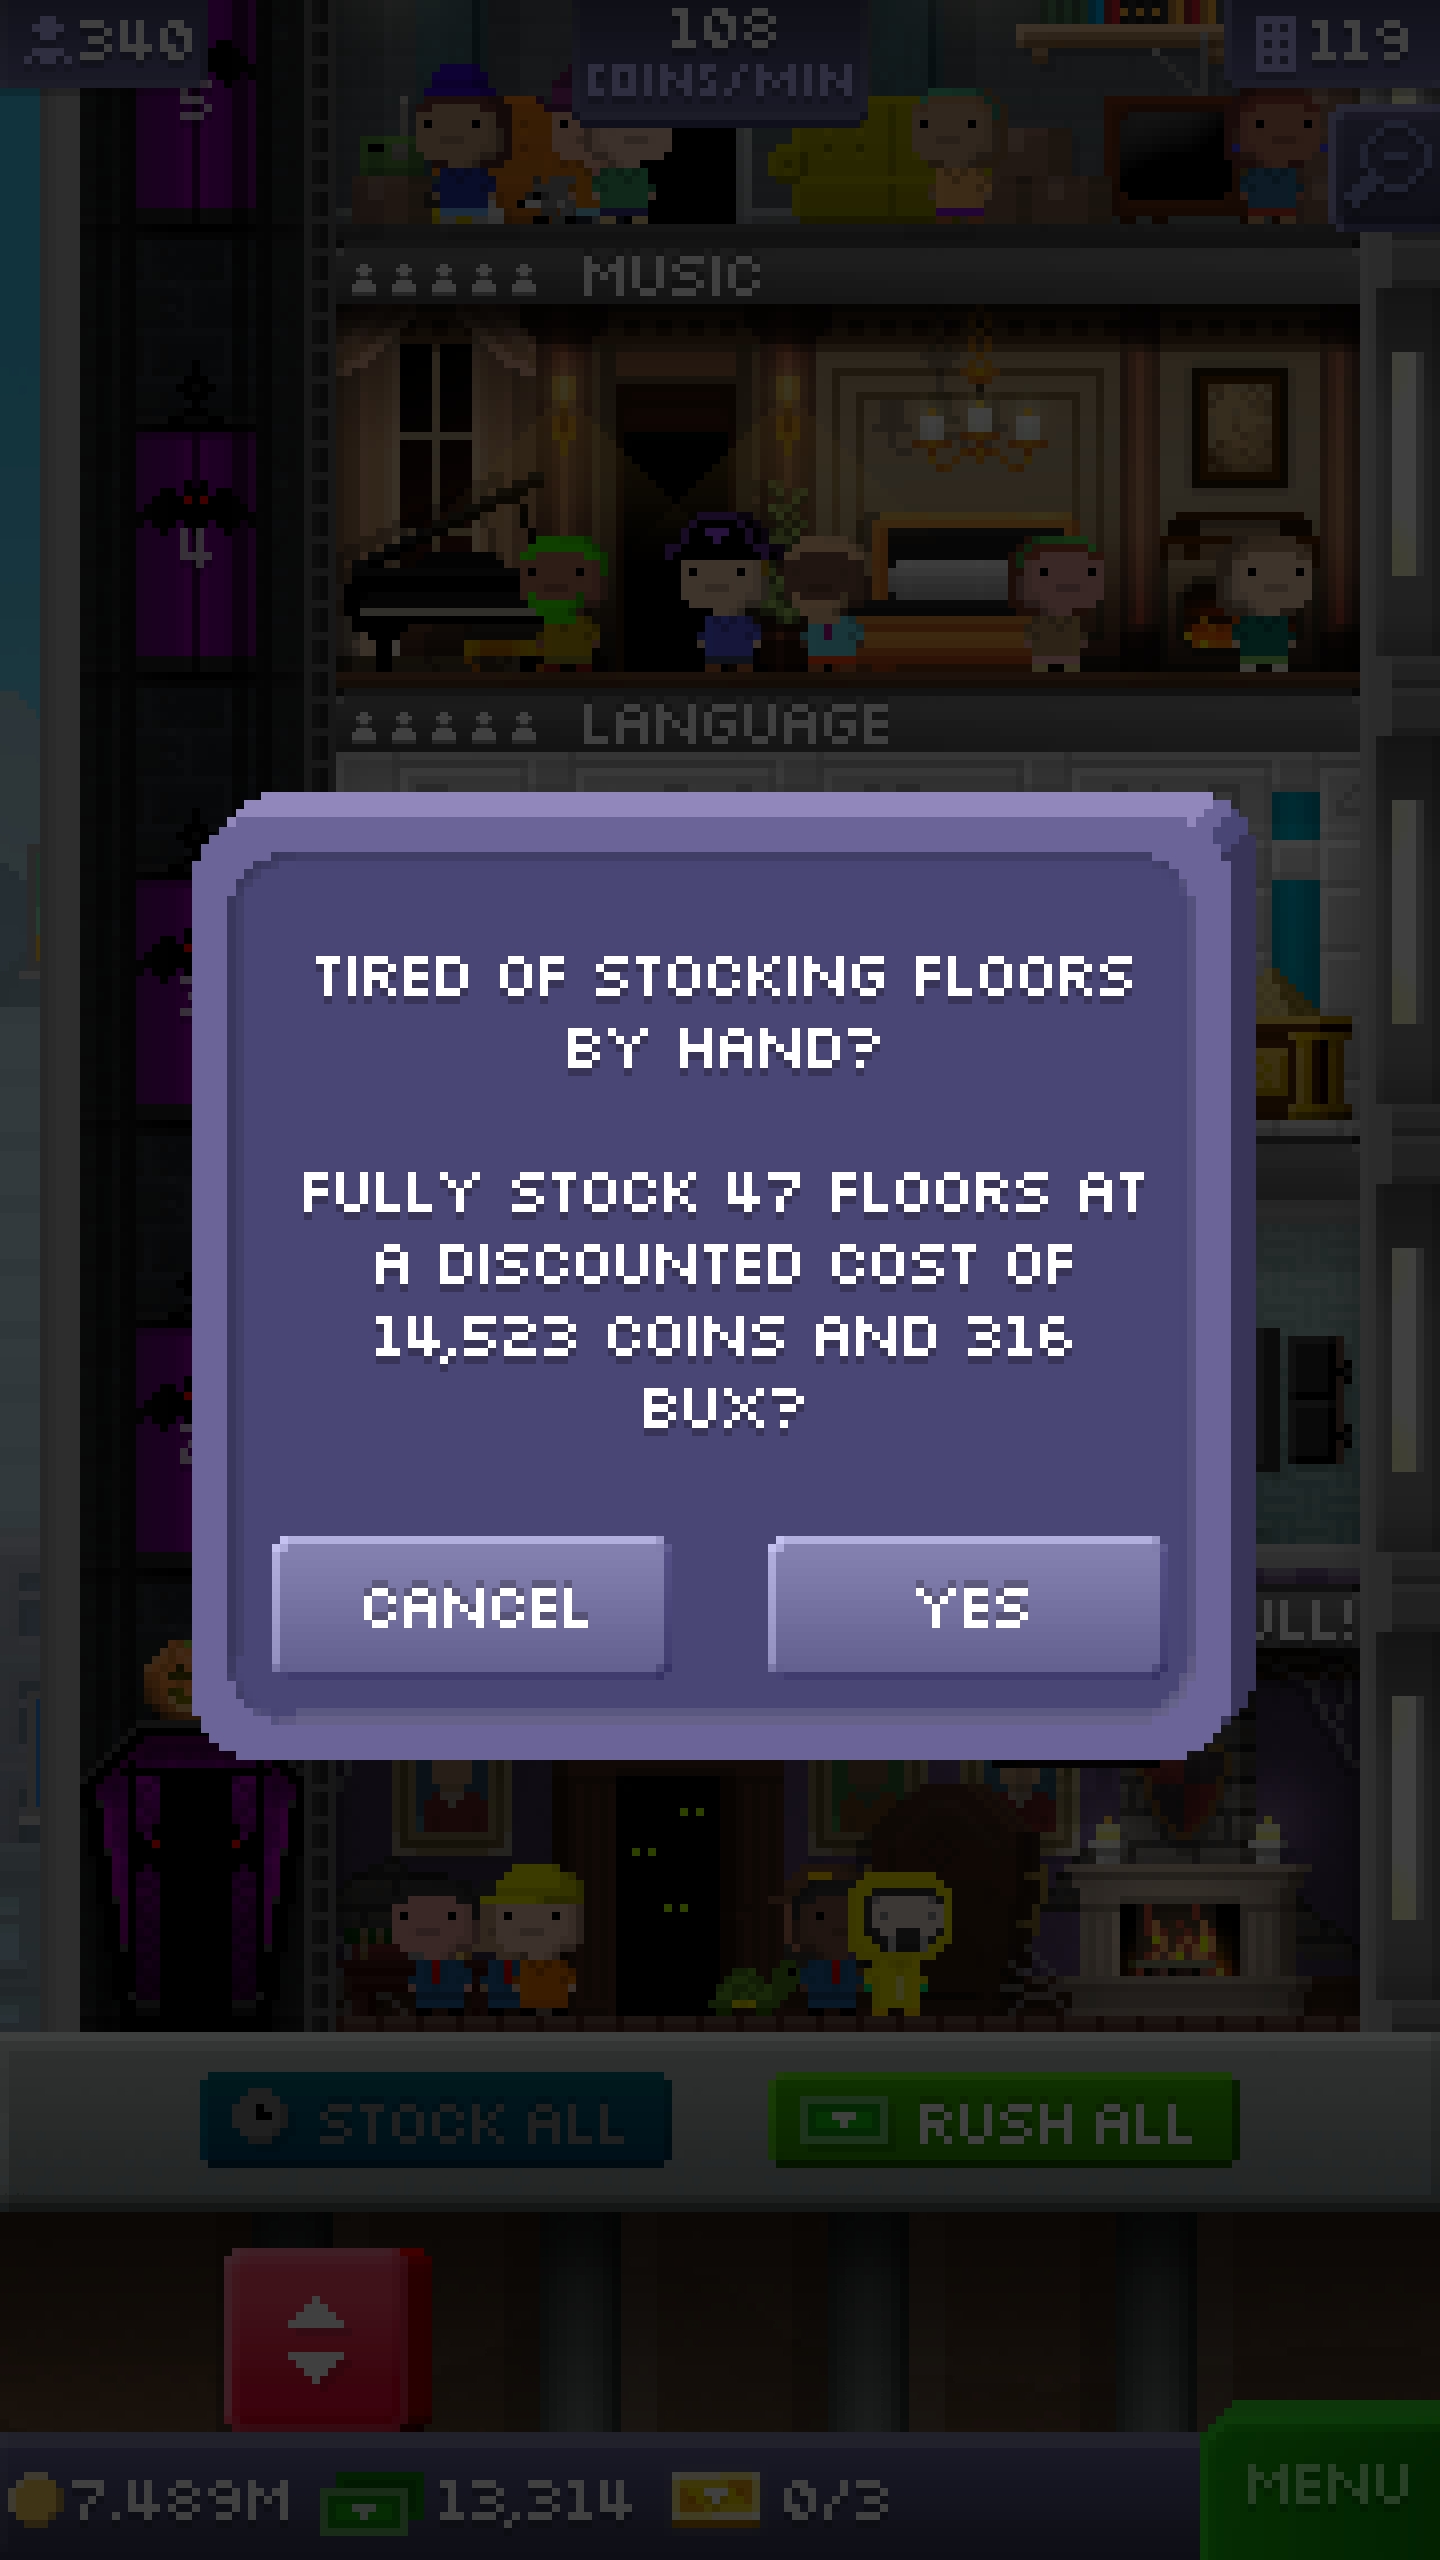 340
108
COINS/MIN
119
5
MUSIC
4
LANGUAGE
TIRED OF STOCKING FLOORS
BY HAND?
FULLY STOCK 47 FLOORS AT
A DISCOUNTED COST OF
14,523 COINS AND 316
BUX?
CANCEL
YES
STOCK ALL
RUSH ALL
7.489M
13,314
0/3
MENU